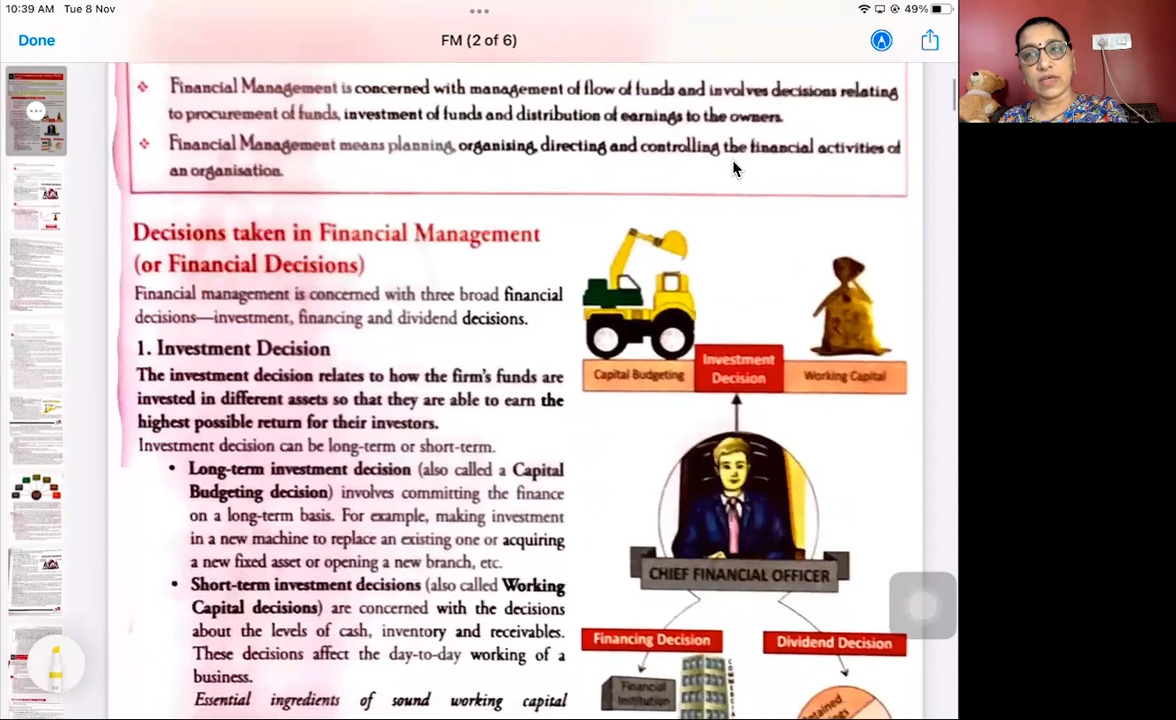 10:39 AM Tue 8 Nov
49%
Done
FM (2 of 6)
❖ Financial Management is concerned with management of flow of funds and involves decisions relating
to procurement of funds, investment of funds and distribution of earnings to the owners.
❖ Financial Management means planning, organising, directing and controlling the financial activities of
an organisation.
Decisions taken in Financial Management
(or Financial Decisions)
Financial management is concerned with three broad financial
decisions—investment, financing and dividend decisions.
1. Investment Decision
The investment decision relates to how the firm's funds are
invested in different assets so that they are able to earn the
highest possible return for their investors.
Investment decision can be long-term or short-term.
• Long-term investment decision (also called a Capital
Budgeting decision) involves committing the finance
on a long-term basis. For example, making investment
in a new machine to replace an existing one or acquiring
a new fixed asset or opening a new branch, etc.
• Short-term investment decisions (also called Working
Capital decisions) are concerned with the decisions
about the levels of cash, inventory and receivables.
These decisions affect the day-to-day working of a
business.
Essential ingredients of sound working capital
Capital Budgeting
Investment
Decision
Working Capital
CHIEF FINANCIAL OFFICER
Financing Decision
Dividend Decision
Financial
Institution